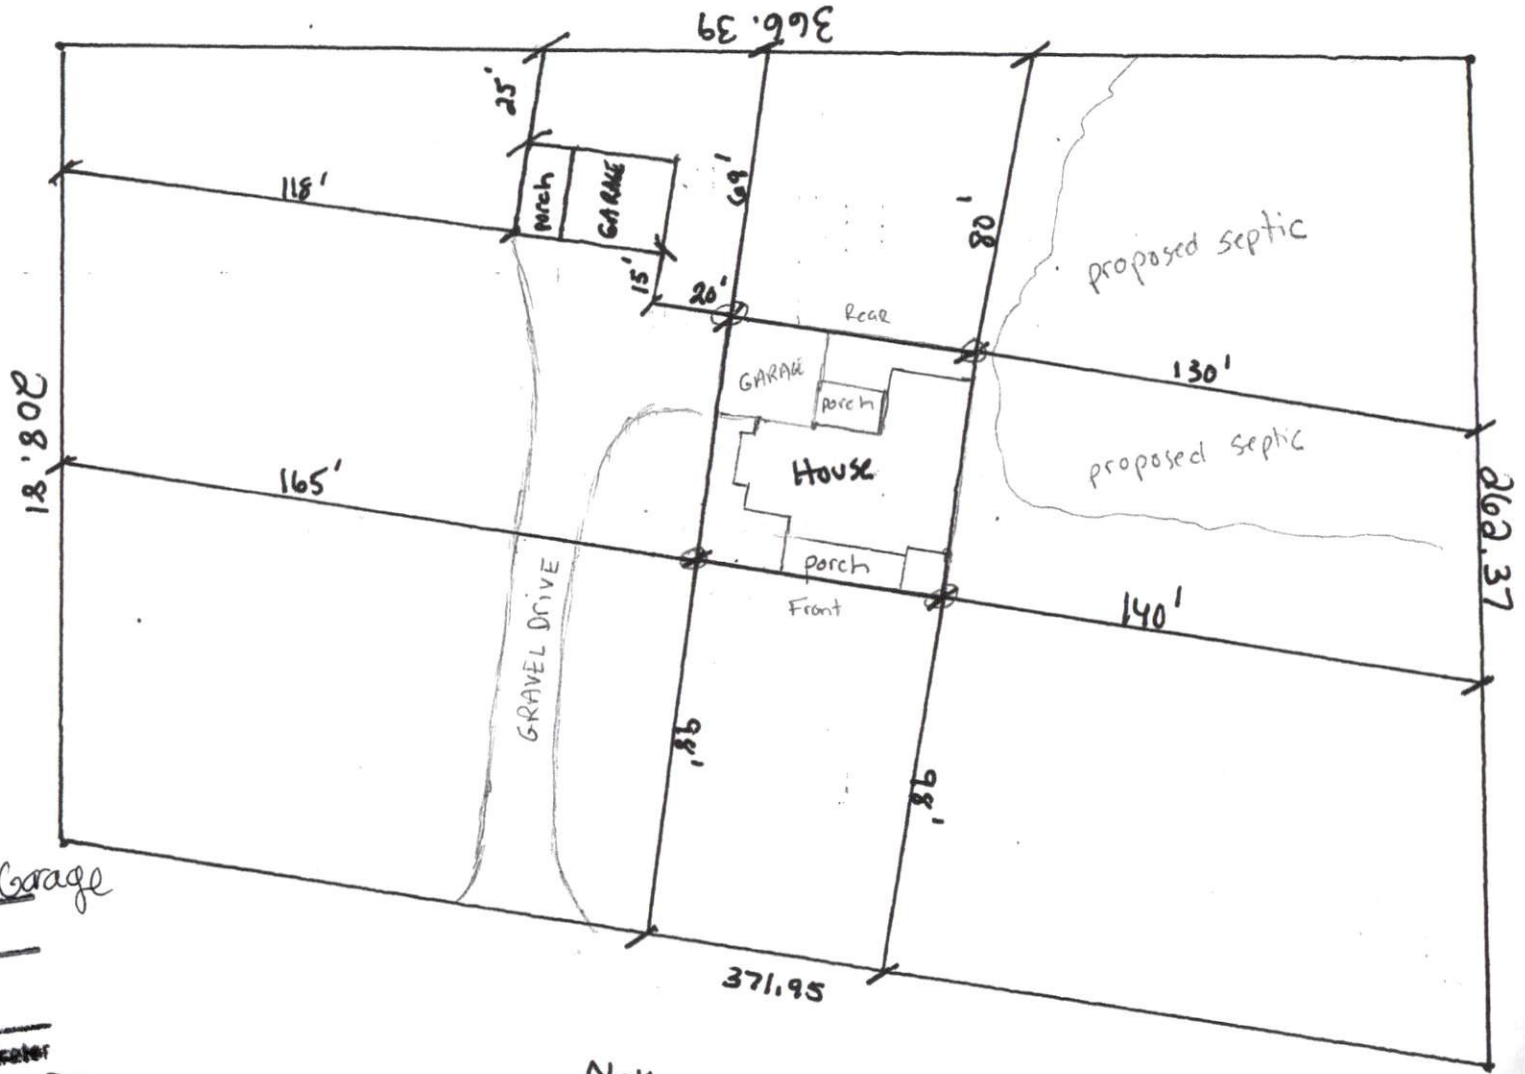 366.39
25'
118'
Porch
GARAGE
69'
80'
proposed septic
15'
20'
Rear
GARAGE
porch
130'
208.81
165'
House
proposed septic
262.37
porch
Front
140'
GRAVEL Drive
98'
98'
Garage
371.95